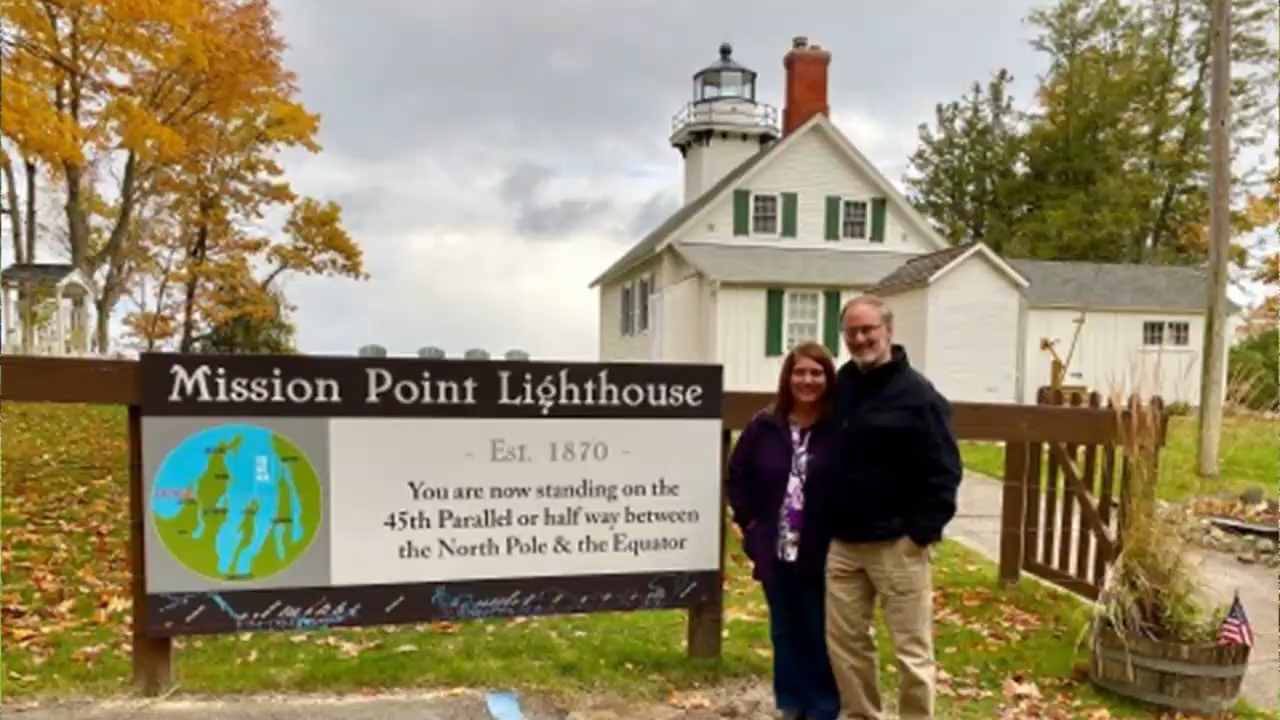 Mission Point Lighthouse
- Est. 1870 -
You are now standing on the
45th Parallel or half way between
the North Pole & the Equator